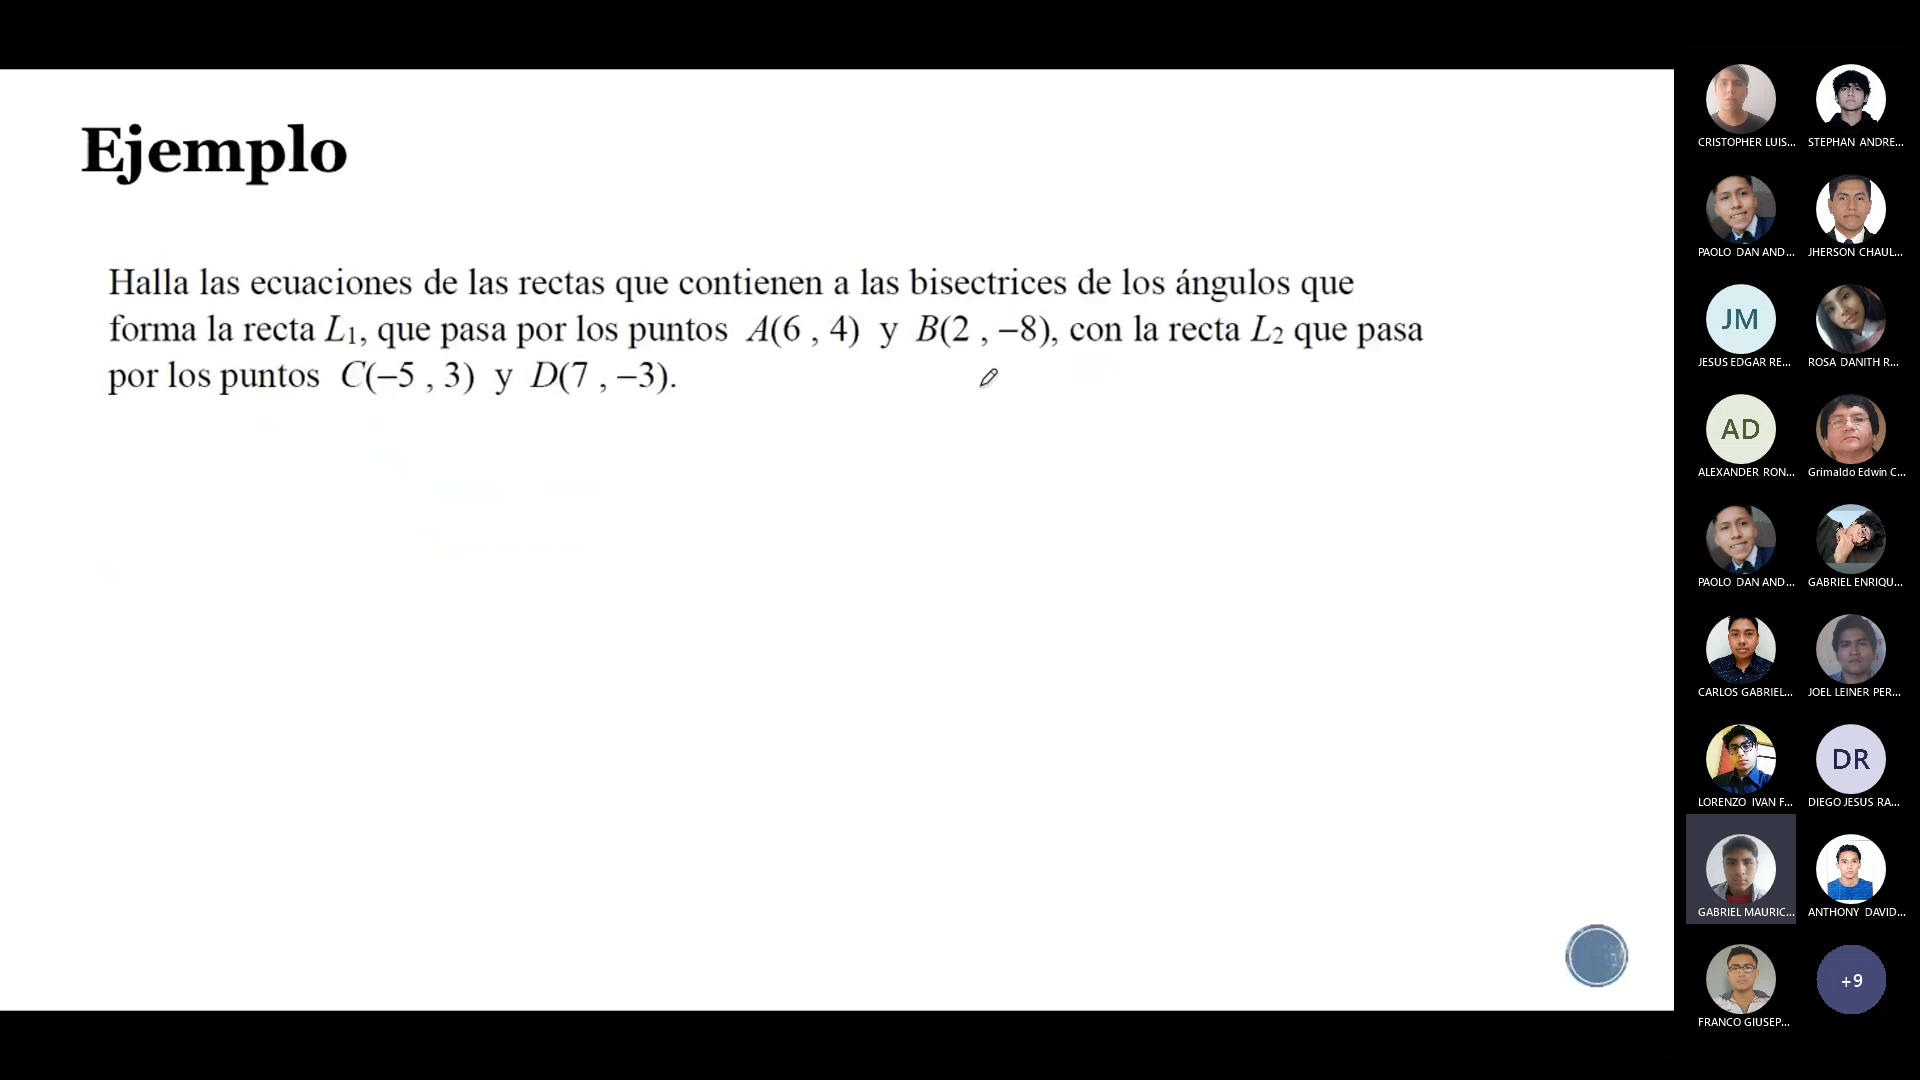 Ejemplo
Halla las ecuaciones de las rectas que contienen a las bisectrices de los ángulos que
forma la recta L₁, que pasa por los puntos A(6 , 4) y B(2 , −8), con la recta L₂ que pasa
por los puntos C(−5 , 3) y D(7 , −3).
CRISTOPHER LUIS...
STEPHAN ANDRE...
PAOLO DAN AND...
JHERSON CHAUL...
JM
JESUS EDGAR RE...
ROSA DANITH R...
AD
ALEXANDER RON...
Grimaldo Edwin C...
PAOLO DAN AND...
GABRIEL ENRIQU...
CARLOS GABRIEL...
JOEL LEINER PER...
LORENZO IVAN F...
DR
DIEGO JESUS RA...
GABRIEL MAURIC...
ANTHONY DAVID...
FRANCO GIUSEP...
+9